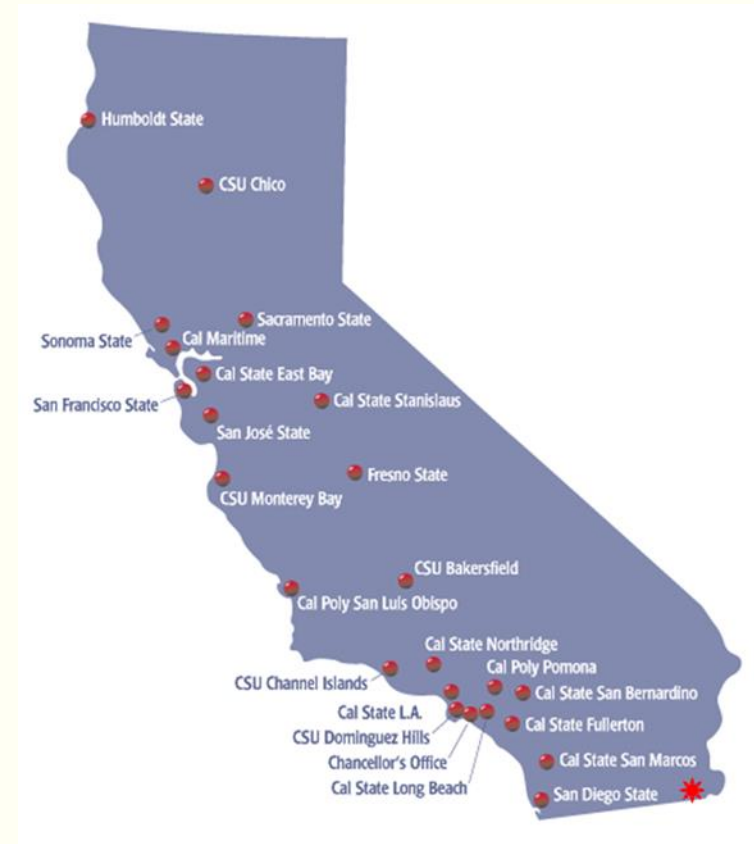 Humboldt State
CSU Chico
Sacramento State
Sonoma State
Cal Maritime
Cal State East Bay
San Francisco State
Cal State Stanislaus
San José State
Fresno State
CSU Monterey Bay
CSU Bakersfield
Cal Poly San Luis Obispo
Cal State Northridge
Cal Poly Pomona
CSU Channel Islands
Cal State San Bernardino
Cal State L.A.
Cal State Fullerton
CSU Dominguez Hills
Chancellor's Office
Cal State San Marcos
Cal State Long Beach
San Diego State